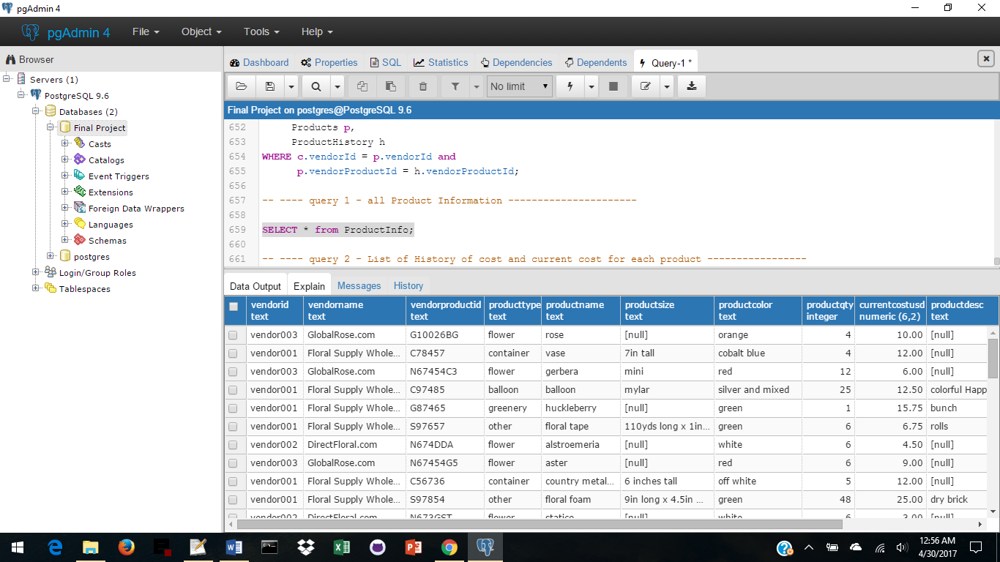 pgAdmin 4
pgAdmin 4 File Object Tools Help
Browser
Servers (1)
PostgreSQL 9.6
Databases (2)
Final Project
Casts
Catalogs
Event Triggers
Extensions
Foreign Data Wrappers
Languages
Schemas
postgres
Login/Group Roles
Tablespaces
Dashboard Properties SQL Statistics Dependencies Dependents Query-1 *
No limit
Final Project on postgres@PostgreSQL 9.6
652 Products p,
653 ProductHistory h
654 WHERE c.vendorId = p.vendorId and
655 p.vendorProductId = h.vendorProductId;
656
657 -- ---- query 1 - all Product Information ----------------------
658
659 SELECT * from ProductInfo;
660
661 -- ---- query 2 - List of History of cost and current cost for each product -----------------
Data Output Explain Messages History
vendorid vendorname vendorproductid producttype productname productsize productcolor productqty currentcostusd productdesc
text text text text text text text integer numeric (6,2) text
vendor003 GlobalRose.com G10026BG flower rose [null] orange 4 10.00 [null]
vendor001 Floral Supply Whole... C78457 container vase 7in tall cobalt blue 4 12.00 [null]
vendor003 GlobalRose.com N67454C3 flower gerbera mini red 12 6.00 [null]
vendor001 Floral Supply Whole... C97485 balloon balloon mylar silver and mixed 25 12.50 colorful Happ
vendor001 Floral Supply Whole... G87465 greenery huckleberry [null] green 1 15.75 bunch
vendor001 Floral Supply Whole... S97657 other floral tape 110yds long x 1in... green 6 6.75 rolls
vendor002 DirectFloral.com N674DDA flower alstroemeria [null] white 6 4.50 [null]
vendor003 GlobalRose.com N67454G5 flower aster [null] red 6 9.00 [null]
vendor001 Floral Supply Whole... C56736 container country metal... 6 inches tall off white 5 12.00 [null]
vendor001 Floral Supply Whole... S97854 other floral foam 9in long x 4.5in ... green 48 25.00 dry brick
vendor002 DirectFloral.com N673GST flower statice [null] white 6 3.00 [null]
12:56 AM
4/30/2017